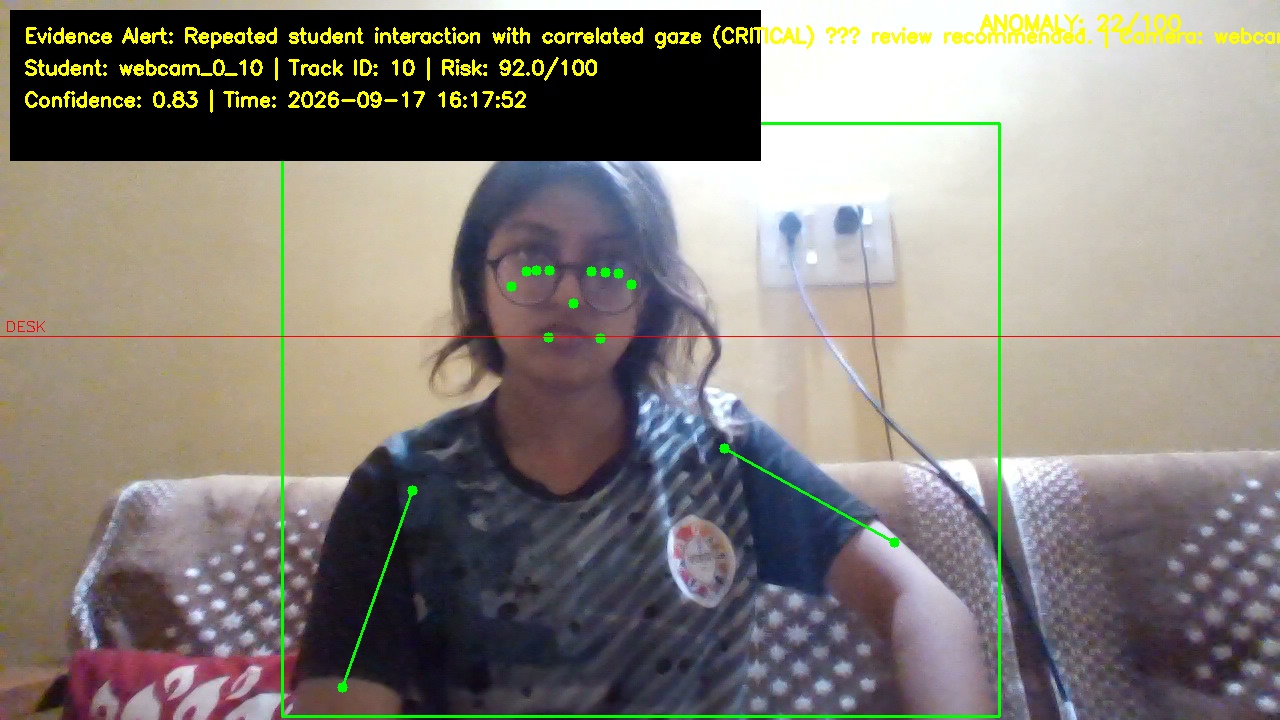 Evidence Alert: Repeated student interaction with correlated gaze (CRITICAL) ??? review recommended. | Camera: webca
ANOMALY: 22/100
Student: webcam_0_10 | Track ID: 10 | Risk: 92.0/100
Confidence: 0.83 | Time: 2026-09-17 16:17:52
DESK